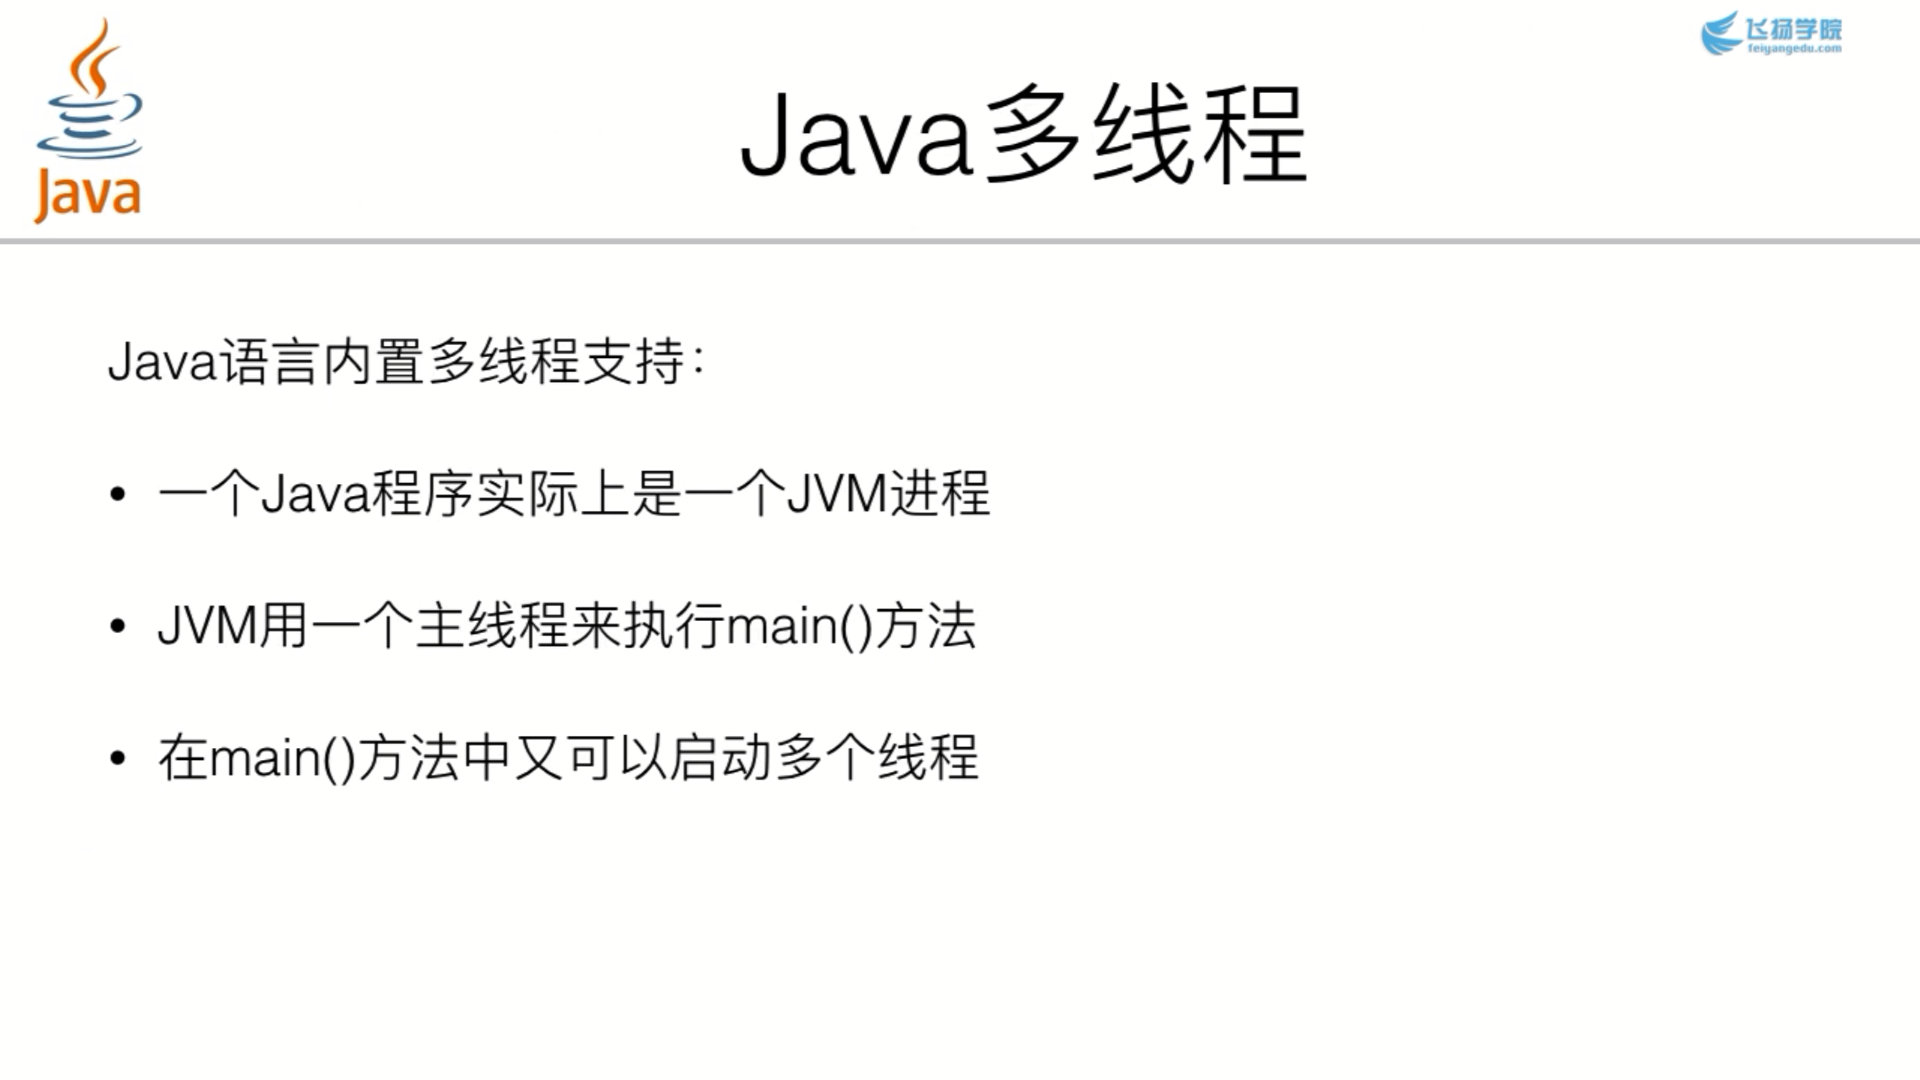 飞扬学院
feiyangedu.com
Java多线程
Java
Java语言内置多线程支持：
• 一个Java程序实际上是一个JVM进程
• JVM用一个主线程来执行main()方法
• 在main()方法中又可以启动多个线程